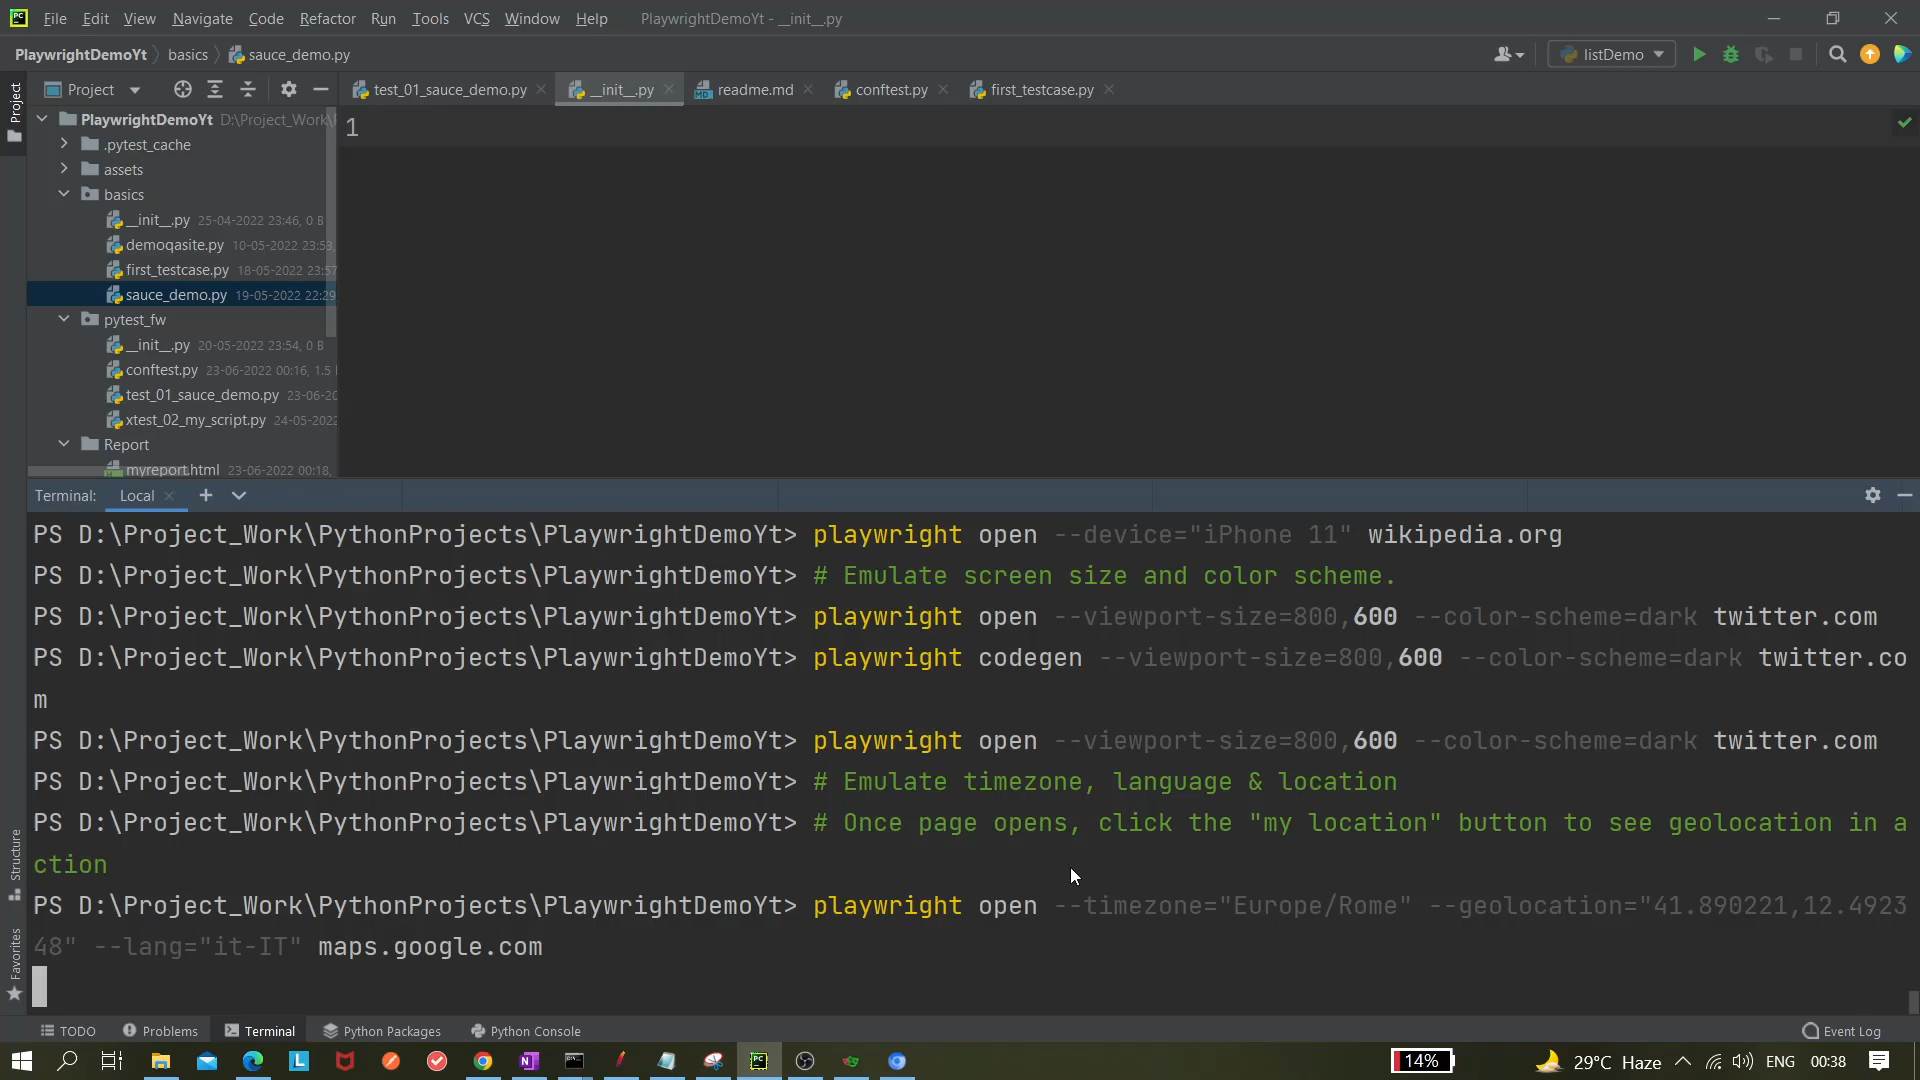 File Edit View Navigate Code Refactor Run Tools VCS Window Help PlaywrightDemoYt - __init__.py
PlaywrightDemoYt basics sauce_demo.py listDemo
Project
Project test_01_sauce_demo.py __init__.py readme.md conftest.py first_testcase.py
PlaywrightDemoYt D:\Project_Work\
1
.pytest_cache
assets
basics
__init__.py 25-04-2022 23:46, 0 B
demoqasite.py 10-05-2022 23:53,
first_testcase.py 18-05-2022 23:57
sauce_demo.py 19-05-2022 22:29
pytest_fw
__init__.py 20-05-2022 23:54, 0 B
conftest.py 23-06-2022 00:16, 1.5
test_01_sauce_demo.py 23-06-20
xtest_02_my_script.py 24-05-2022
Report
myreport.html 23-06-2022 00:18,
Terminal: Local
PS D:\Project_Work\PythonProjects\PlaywrightDemoYt> playwright open --device="iPhone 11" wikipedia.org
PS D:\Project_Work\PythonProjects\PlaywrightDemoYt> # Emulate screen size and color scheme.
PS D:\Project_Work\PythonProjects\PlaywrightDemoYt> playwright open --viewport-size=800,600 --color-scheme=dark twitter.com
PS D:\Project_Work\PythonProjects\PlaywrightDemoYt> playwright codegen --viewport-size=800,600 --color-scheme=dark twitter.co
m
PS D:\Project_Work\PythonProjects\PlaywrightDemoYt> playwright open --viewport-size=800,600 --color-scheme=dark twitter.com
PS D:\Project_Work\PythonProjects\PlaywrightDemoYt> # Emulate timezone, language & location
PS D:\Project_Work\PythonProjects\PlaywrightDemoYt> # Once page opens, click the "my location" button to see geolocation in a
ction
PS D:\Project_Work\PythonProjects\PlaywrightDemoYt> playwright open --timezone="Europe/Rome" --geolocation="41.890221,12.4923
48" --lang="it-IT" maps.google.com
Structure
Favorites
TODO Problems Terminal Python Packages Python Console Event Log
14% 29°C Haze ENG 00:38